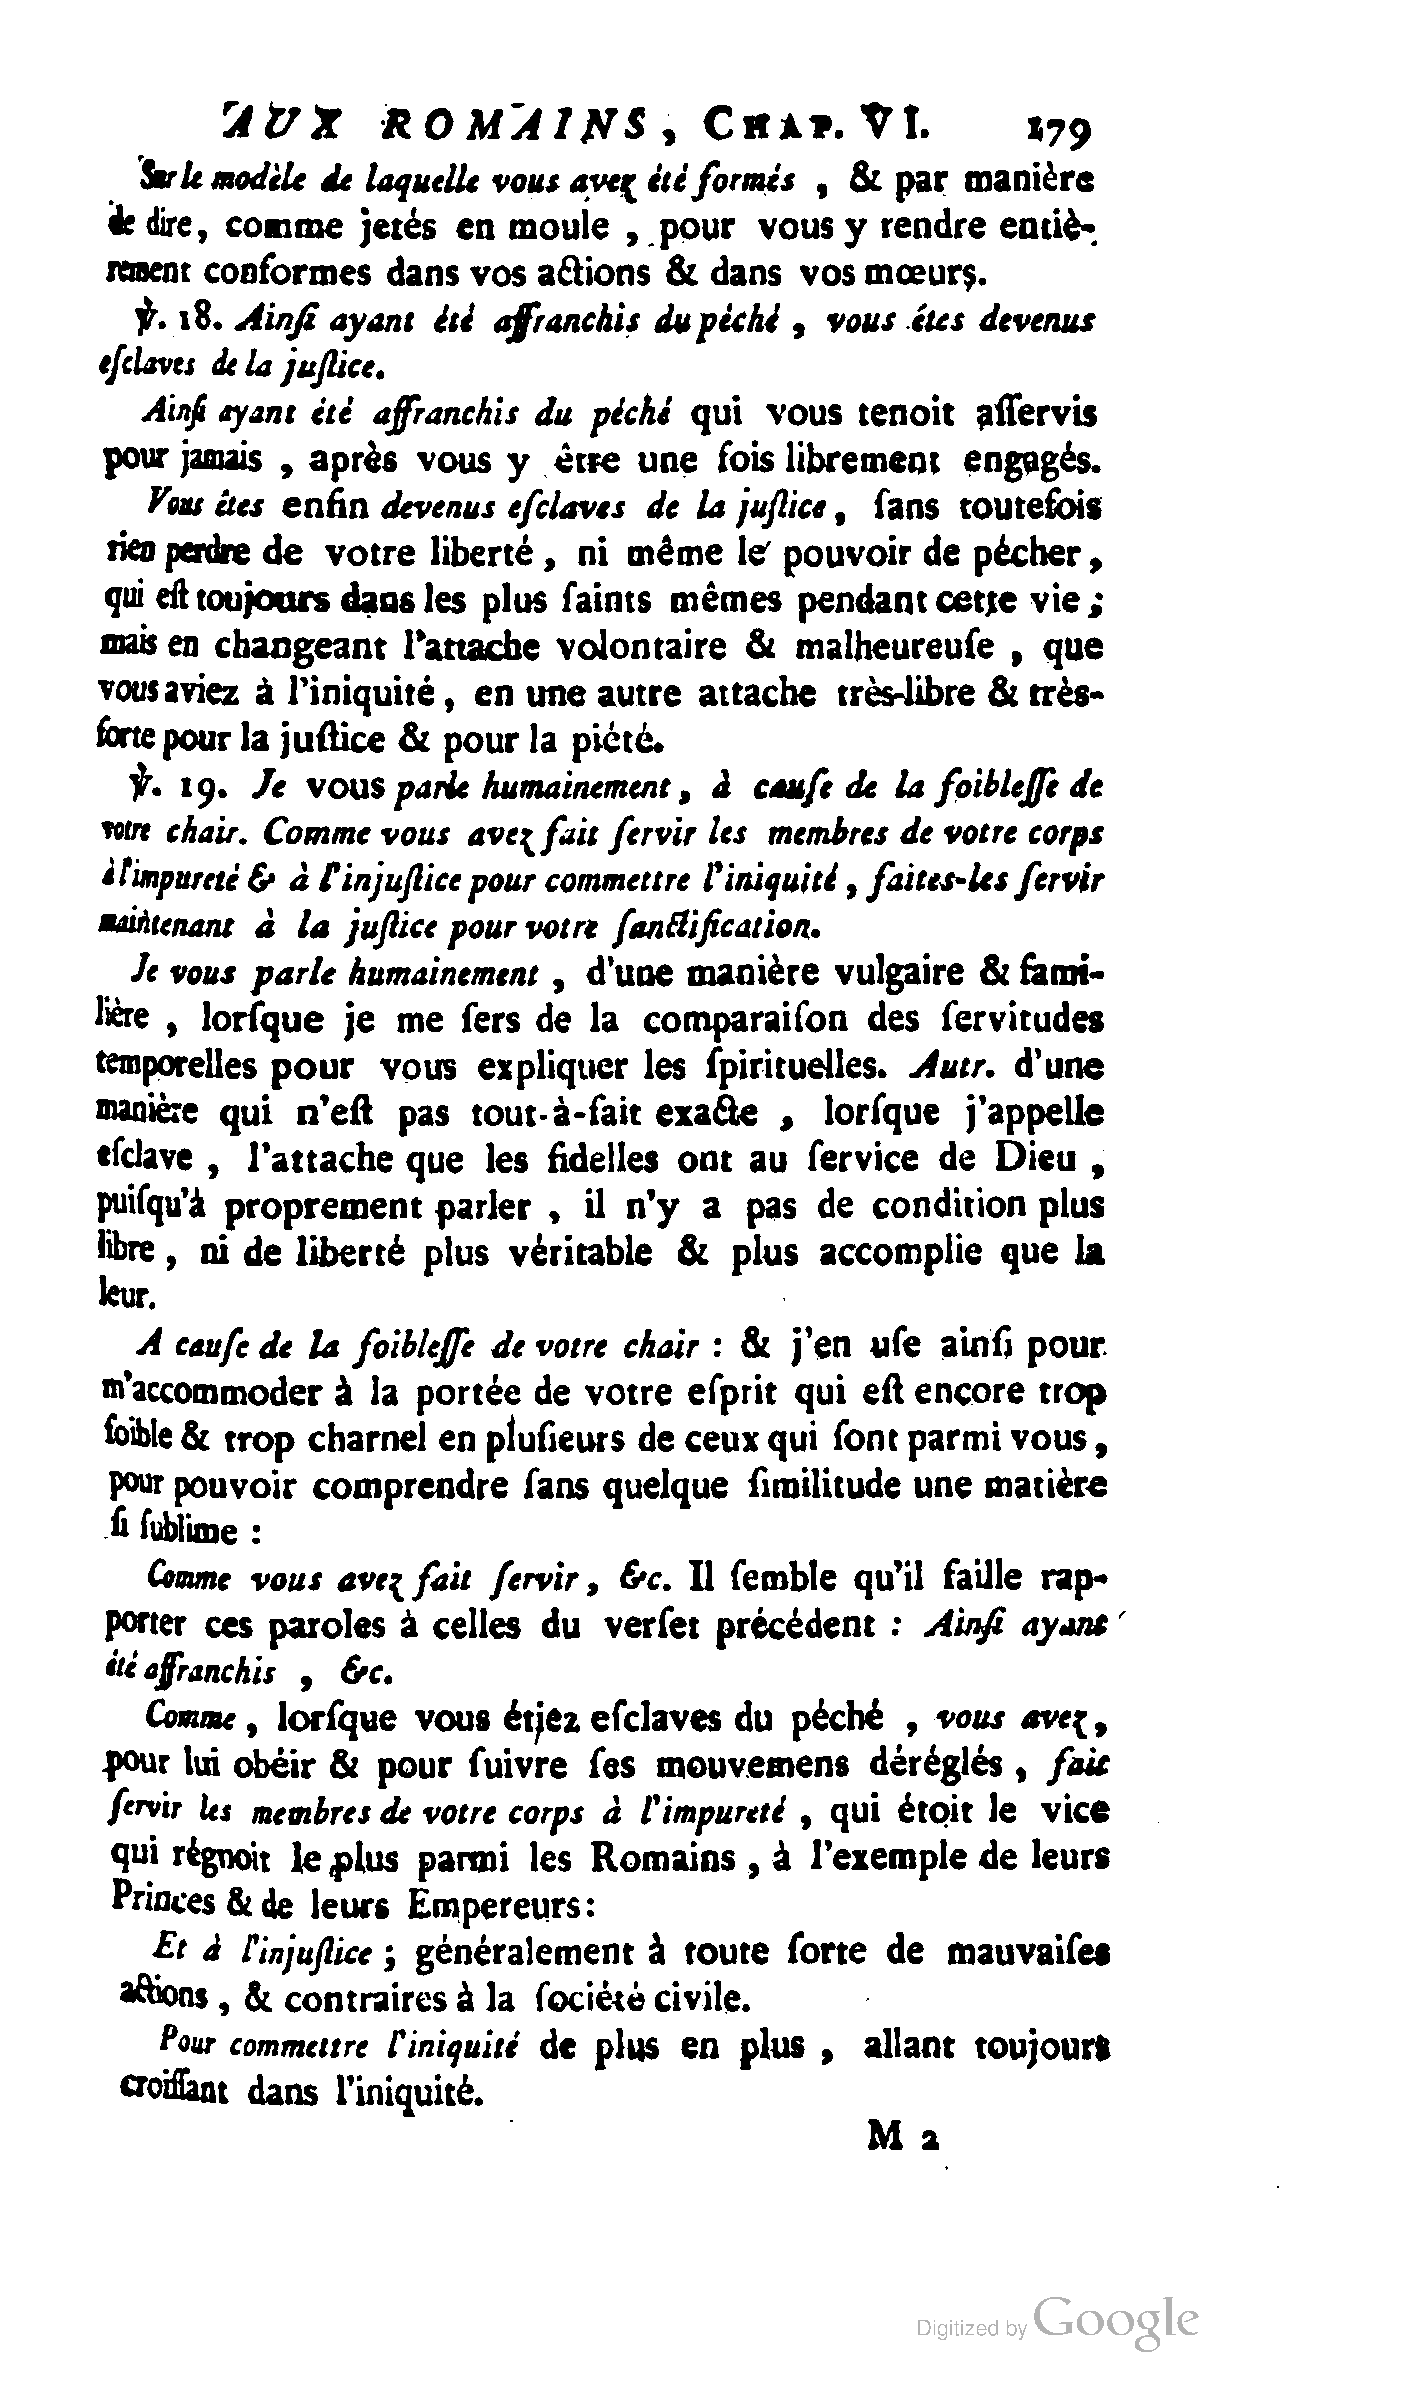 AUX ROMAINS, CHAP. VI. 179
Sur le modèle de laquelle vous avez été formés, & par manière
de dire, comme jetés en moule, pour vous y rendre entiè-
rement conformes dans vos actions & dans vos mœurs.
℣. 18. Ainſi ayant été affranchis du péché, vous êtes devenus
eſclaves de la juſtice.
Ainſi ayant été affranchis du péché qui vous tenoit aſſervis
pour jamais, après vous y être une fois librement engagés.
Vous êtes enfin devenus eſclaves de la juſtice, ſans toutefois
rien perdre de votre liberté, ni même le pouvoir de pécher,
qui eſt toujours dans les plus ſaints mêmes pendant cette vie;
mais en changeant l'attache volontaire & malheureuſe, que
vous aviez à l'iniquité, en une autre attache très-libre & très-
forte pour la juſtice & pour la piété.
℣. 19. Je vous parle humainement, à cauſe de la foibleſſe de
votre chair. Comme vous avez fait ſervir les membres de votre corps
à l'impureté & à l'injuſtice pour commettre l'iniquité, faites-les ſervir
maintenant à la juſtice pour votre ſanctification.
Je vous parle humainement, d'une manière vulgaire & fami-
lière, lorſque je me ſers de la comparaiſon des ſervitudes
temporelles pour vous expliquer les ſpirituelles. Autr. d'une
manière qui n'eſt pas tout-à-fait exacte, lorſque j'appelle
eſclave, l'attache que les fidelles ont au ſervice de Dieu,
puiſqu'à proprement parler, il n'y a pas de condition plus
libre, ni de liberté plus véritable & plus accomplie que la
leur.
A cauſe de la foibleſſe de votre chair : & j'en uſe ainſi pour
m'accommoder à la portée de votre eſprit qui eſt encore trop
foible & trop charnel en pluſieurs de ceux qui ſont parmi vous,
pour pouvoir comprendre ſans quelque ſimilitude une matière
ſi ſublime :
Comme vous avez fait ſervir, &c. Il ſemble qu'il faille rap-
porter ces paroles à celles du verſet précédent : Ainſi ayant
été affranchis, &c.
Comme, lorſque vous étiez eſclaves du péché, vous avez,
pour lui obéir & pour ſuivre ſes mouvemens déréglés, fait
ſervir les membres de votre corps à l'impureté, qui étoit le vice
qui régnoit le plus parmi les Romains, à l'exemple de leurs
Princes & de leurs Empereurs:
Et à l'injuſtice; généralement à toute ſorte de mauvaiſes
actions, & contraires à la ſociété civile.
Pour commettre l'iniquité de plus en plus, allant toujours
croiſſant dans l'iniquité.
M 2
Digitized by Google